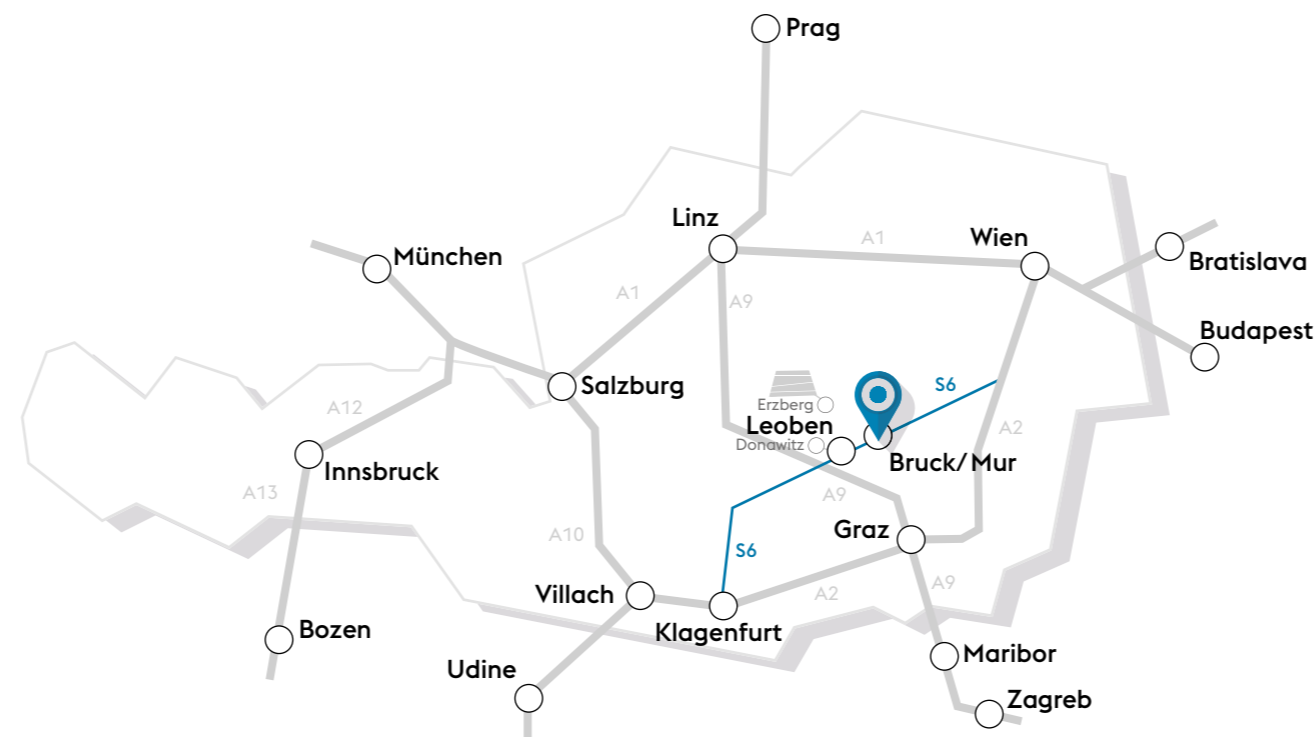 Prag
Linz
A1
Wien
München
Bratislava
A1
A9
Budapest
Salzburg
S6
Erzberg
A12
Leoben
A2
Donawitz
Bruck/Mur
Innsbruck
A13
A9
Graz
A10
S6
A9
Villach
A2
Bozen
Klagenfurt
Maribor
Udine
Zagreb